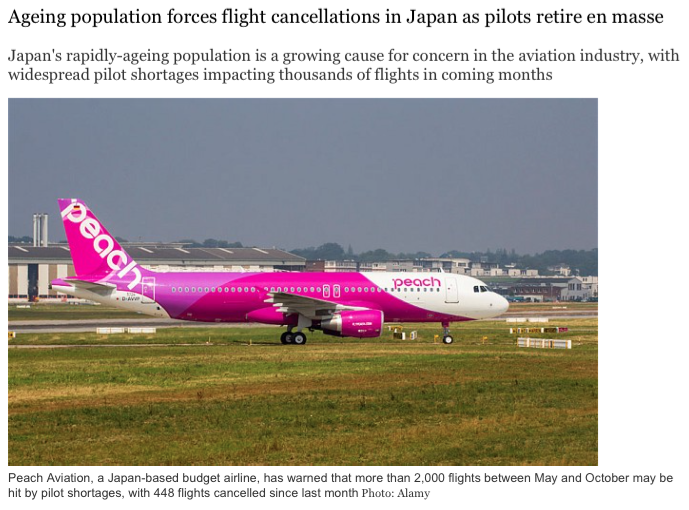 Ageing population forces flight cancellations in Japan as pilots retire en masse
Japan's rapidly-ageing population is a growing cause for concern in the aviation industry, with
widespread pilot shortages impacting thousands of flights in coming months
peach
peach
Peach Aviation, a Japan-based budget airline, has warned that more than 2,000 flights between May and October may be
hit by pilot shortages, with 448 flights cancelled since last month Photo: Alamy